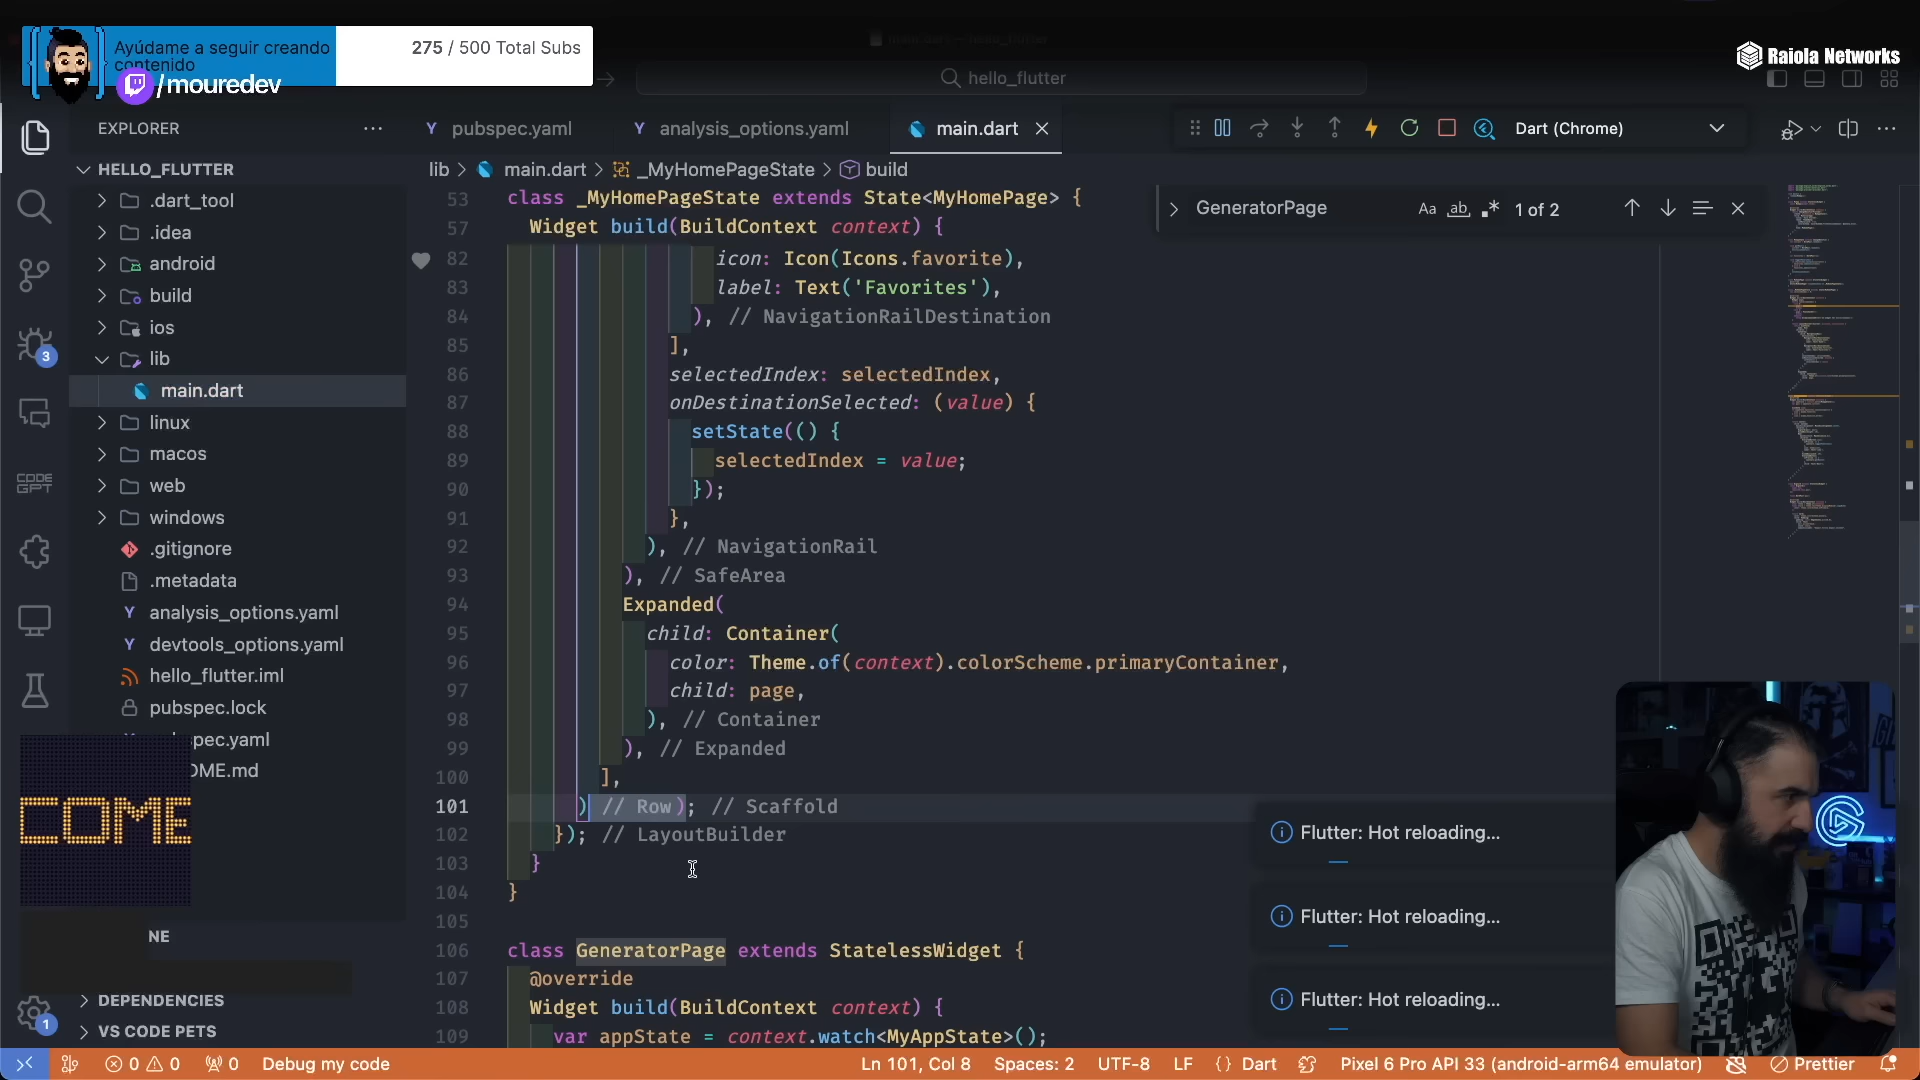 Ayúdame a seguir creando
contenido
/mouredev
275 / 500 Total Subs
hello_flutter
Raiola Networks
EXPLORER
pubspec.yaml
analysis_options.yaml
main.dart
Dart (Chrome)
lib > main.dart > _MyHomePageState > build
HELLO_FLUTTER
.dart_tool
.idea
android
build
ios
lib
main.dart
linux
macos
web
windows
.gitignore
.metadata
analysis_options.yaml
devtools_options.yaml
hello_flutter.iml
pubspec.lock
spec.yaml
OME.md
COME
NE
DEPENDENCIES
VS CODE PETS
3
CODE
GPT
1
GeneratorPage
Aa ab .* 1 of 2
53 class _MyHomePageState extends State<MyHomePage> {
57 Widget build(BuildContext context) {
82 icon: Icon(Icons.favorite),
83 label: Text('Favorites'),
84 ), // NavigationRailDestination
85 ],
86 selectedIndex: selectedIndex,
87 onDestinationSelected: (value) {
88 setState(() {
89 selectedIndex = value;
90 });
91 },
92 ), // NavigationRail
93 ), // SafeArea
94 Expanded(
95 child: Container(
96 color: Theme.of(context).colorScheme.primaryContainer,
97 child: page,
98 ), // Container
99 ), // Expanded
100 ],
101 ) // Row ); // Scaffold
102 }); // LayoutBuilder
103 }
104 }
105
106 class GeneratorPage extends StatelessWidget {
107 @override
108 Widget build(BuildContext context) {
109 var appState = context.watch<MyAppState>();
Flutter: Hot reloading...
Flutter: Hot reloading...
Flutter: Hot reloading...
0 0 0 Debug my code
Ln 101, Col 8 Spaces: 2 UTF-8 LF {} Dart Pixel 6 Pro API 33 (android-arm64 emulator) Prettier